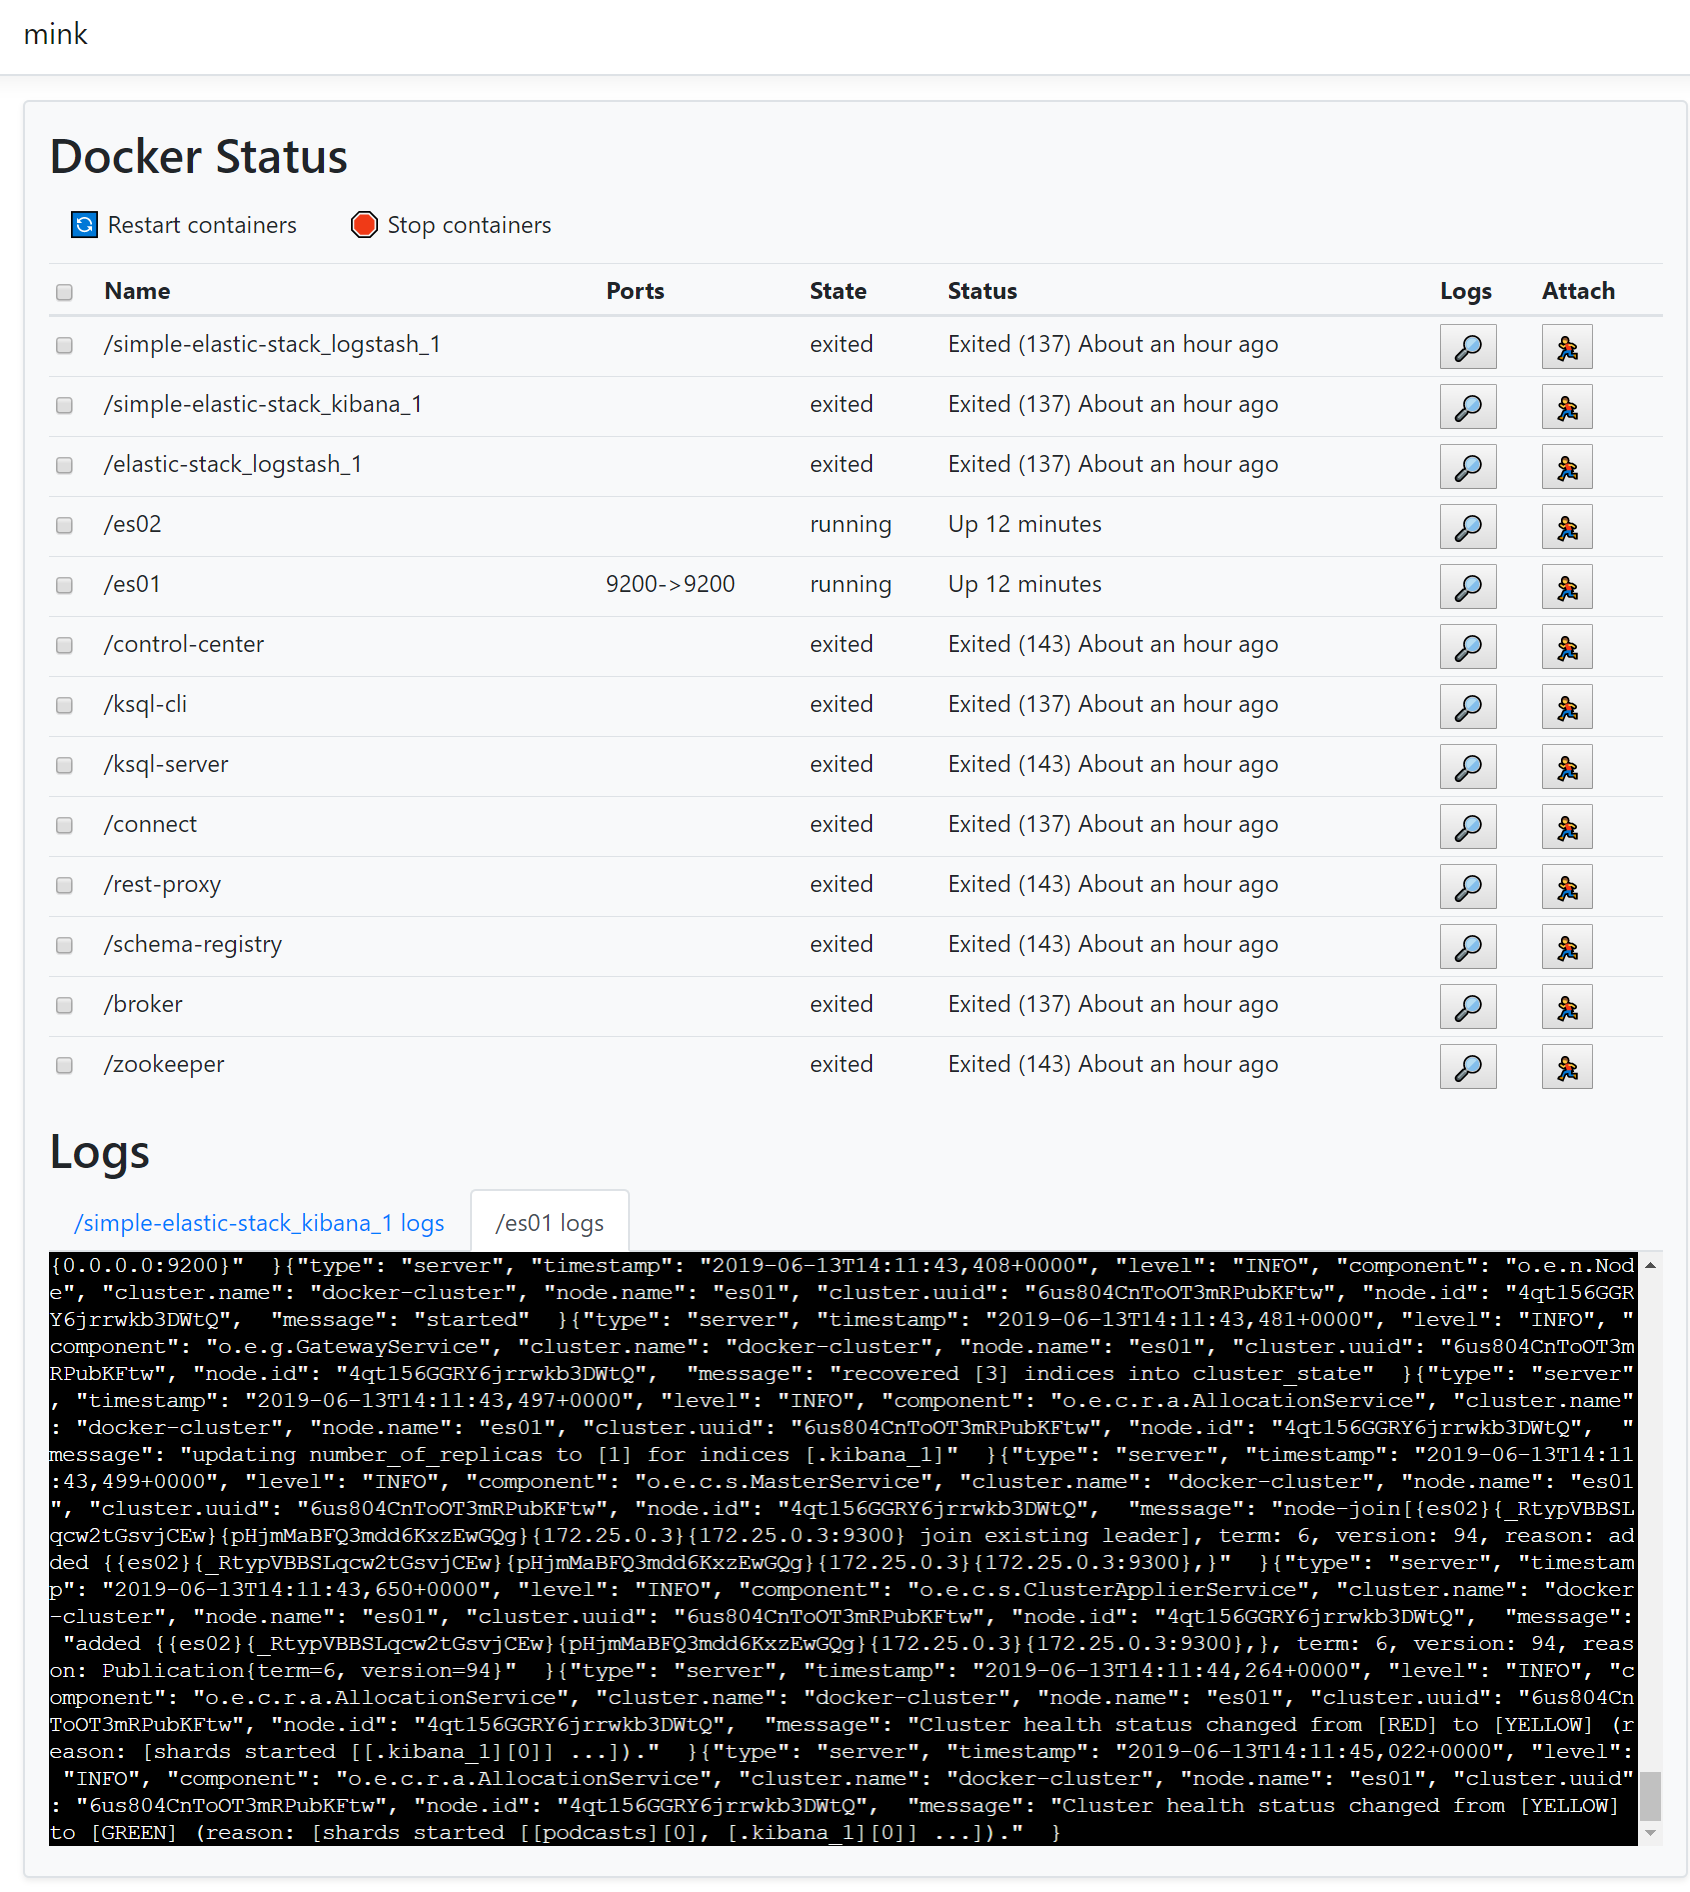 mink
Docker Status
Restart containers Stop containers
Name Ports State Status Logs Attach
/simple-elastic-stack_logstash_1 exited Exited (137) About an hour ago
/simple-elastic-stack_kibana_1 exited Exited (137) About an hour ago
/elastic-stack_logstash_1 exited Exited (137) About an hour ago
/es02 running Up 12 minutes
/es01 9200->9200 running Up 12 minutes
/control-center exited Exited (143) About an hour ago
/ksql-cli exited Exited (137) About an hour ago
/ksql-server exited Exited (143) About an hour ago
/connect exited Exited (137) About an hour ago
/rest-proxy exited Exited (143) About an hour ago
/schema-registry exited Exited (143) About an hour ago
/broker exited Exited (137) About an hour ago
/zookeeper exited Exited (143) About an hour ago
Logs
/simple-elastic-stack_kibana_1 logs /es01 logs
{0.0.0.0:9200}"  }{"type": "server", "timestamp": "2019-06-13T14:11:43,408+0000", "level": "INFO", "component": "o.e.n.Nod
e", "cluster.name": "docker-cluster", "node.name": "es01", "cluster.uuid": "6us804CnToOT3mRPubKFtw", "node.id": "4qt156GGR
Y6jrrwkb3DWtQ",  "message": "started"  }{"type": "server", "timestamp": "2019-06-13T14:11:43,481+0000", "level": "INFO", "
component": "o.e.g.GatewayService", "cluster.name": "docker-cluster", "node.name": "es01", "cluster.uuid": "6us804CnToOT3m
RPubKFtw", "node.id": "4qt156GGRY6jrrwkb3DWtQ",  "message": "recovered [3] indices into cluster_state"  }{"type": "server"
, "timestamp": "2019-06-13T14:11:43,497+0000", "level": "INFO", "component": "o.e.c.r.a.AllocationService", "cluster.name"
: "docker-cluster", "node.name": "es01", "cluster.uuid": "6us804CnToOT3mRPubKFtw", "node.id": "4qt156GGRY6jrrwkb3DWtQ",  "
message": "updating number_of_replicas to [1] for indices [.kibana_1]"  }{"type": "server", "timestamp": "2019-06-13T14:11
:43,499+0000", "level": "INFO", "component": "o.e.c.s.MasterService", "cluster.name": "docker-cluster", "node.name": "es01
", "cluster.uuid": "6us804CnToOT3mRPubKFtw", "node.id": "4qt156GGRY6jrrwkb3DWtQ",  "message": "node-join[{es02}{_RtypVBBSL
qcw2tGsvjCEw}{pHjmMaBFQ3mdd6KxzEwGQg}{172.25.0.3}{172.25.0.3:9300} join existing leader], term: 6, version: 94, reason: ad
ded {{es02}{_RtypVBBSLqcw2tGsvjCEw}{pHjmMaBFQ3mdd6KxzEwGQg}{172.25.0.3}{172.25.0.3:9300},}"  }{"type": "server", "timestam
p": "2019-06-13T14:11:43,650+0000", "level": "INFO", "component": "o.e.c.s.ClusterApplierService", "cluster.name": "docker
-cluster", "node.name": "es01", "cluster.uuid": "6us804CnToOT3mRPubKFtw", "node.id": "4qt156GGRY6jrrwkb3DWtQ",  "message":
 "added {{es02}{_RtypVBBSLqcw2tGsvjCEw}{pHjmMaBFQ3mdd6KxzEwGQg}{172.25.0.3}{172.25.0.3:9300},}, term: 6, version: 94, reas
on: Publication{term=6, version=94}"  }{"type": "server", "timestamp": "2019-06-13T14:11:44,264+0000", "level": "INFO", "c
omponent": "o.e.c.r.a.AllocationService", "cluster.name": "docker-cluster", "node.name": "es01", "cluster.uuid": "6us804Cn
ToOT3mRPubKFtw", "node.id": "4qt156GGRY6jrrwkb3DWtQ",  "message": "Cluster health status changed from [RED] to [YELLOW] (r
eason: [shards started [[.kibana_1][0]] ...])."  }{"type": "server", "timestamp": "2019-06-13T14:11:45,022+0000", "level":
 "INFO", "component": "o.e.c.r.a.AllocationService", "cluster.name": "docker-cluster", "node.name": "es01", "cluster.uuid"
: "6us804CnToOT3mRPubKFtw", "node.id": "4qt156GGRY6jrrwkb3DWtQ",  "message": "Cluster health status changed from [YELLOW]
to [GREEN] (reason: [shards started [[podcasts][0], [.kibana_1][0]] ...])."  }